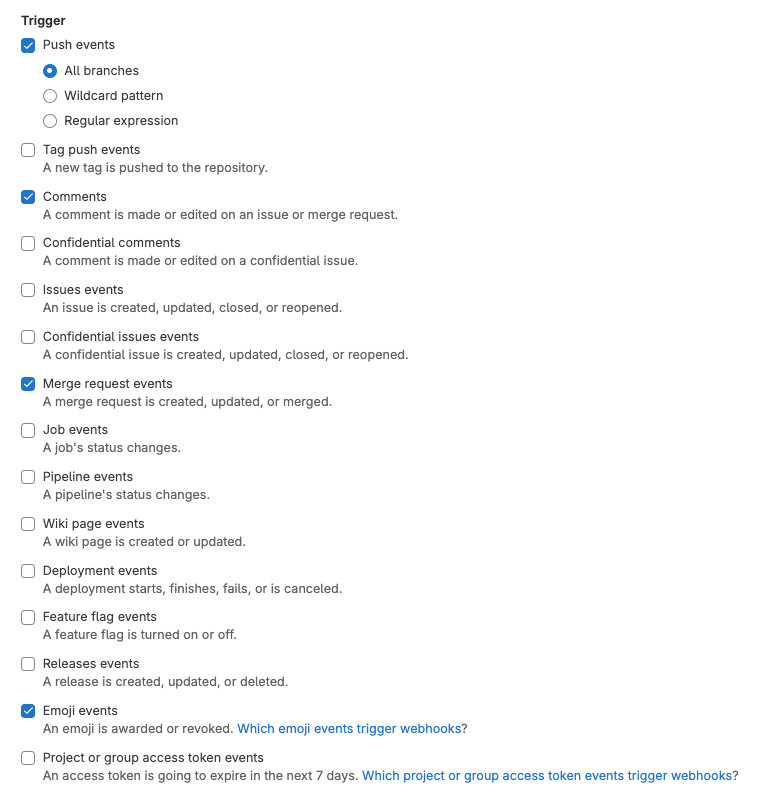 Trigger
Push events
All branches
Wildcard pattern
Regular expression
Tag push events
A new tag is pushed to the repository.
Comments
A comment is made or edited on an issue or merge request.
Confidential comments
A comment is made or edited on a confidential issue.
Issues events
An issue is created, updated, closed, or reopened.
Confidential issues events
A confidential issue is created, updated, closed, or reopened.
Merge request events
A merge request is created, updated, or merged.
Job events
A job's status changes.
Pipeline events
A pipeline's status changes.
Wiki page events
A wiki page is created or updated.
Deployment events
A deployment starts, finishes, fails, or is canceled.
Feature flag events
A feature flag is turned on or off.
Releases events
A release is created, updated, or deleted.
Emoji events
An emoji is awarded or revoked. Which emoji events trigger webhooks?
Project or group access token events
An access token is going to expire in the next 7 days. Which project or group access token events trigger webhooks?